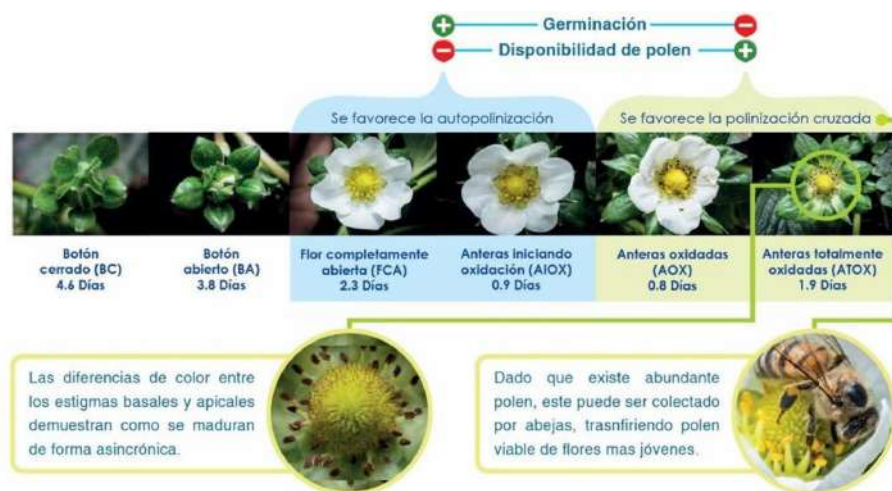 Germinación
Disponibilidad de polen
Se favorece la autopolinización
Se favorece la polinización cruzada
Botón
cerrado (BC)
4.6 Días
Botón
abierto (BA)
3.8 Días
Flor completamente
abierta (FCA)
2.3 Días
Anteras iniciando
oxidación (AIOX)
0.9 Días
Anteras oxidadas
(AOX)
0.8 Días
Anteras totalmente
oxidadas (ATOX)
1.9 Días
Las diferencias de color entre
los estigmas basales y apicales
demuestran como se maduran
de forma asincrónica.
Dado que existe abundante
polen, este puede ser colectado
por abejas, trasnfiriendo polen
viable de flores mas jóvenes.